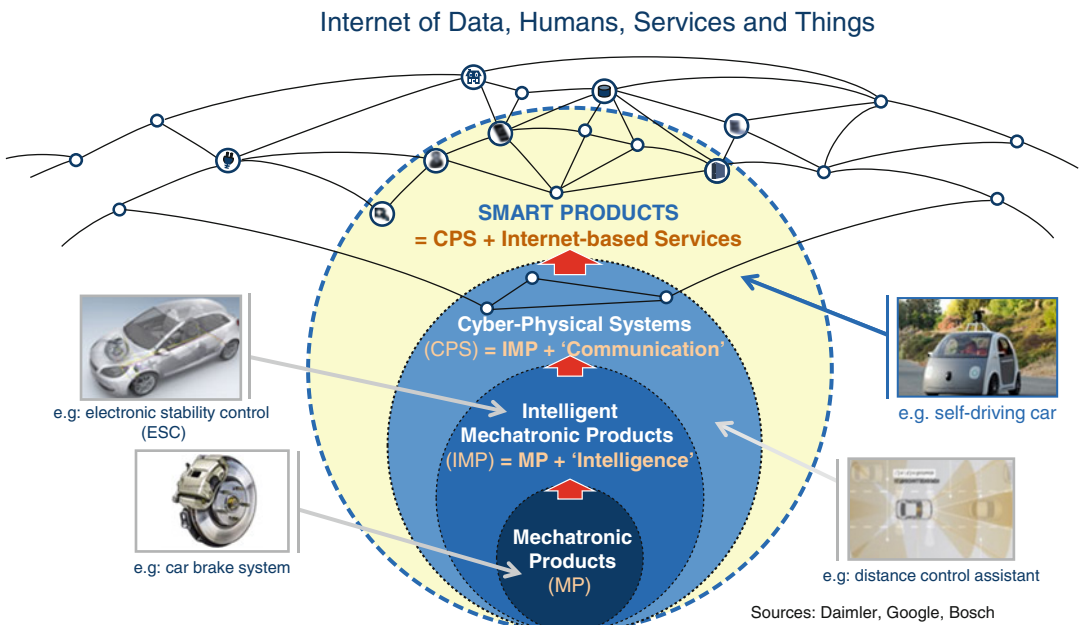 Internet of Data, Humans, Services and Things
SMART PRODUCTS
= CPS + Internet-based Services
Cyber-Physical Systems
(CPS) = IMP + ‘Communication’
e.g: electronic stability control
(ESC)
e.g. self-driving car
Intelligent
Mechatronic Products
(IMP) = MP + ‘Intelligence’
Mechatronic
Products
(MP)
e.g: car brake system
e.g: distance control assistant
Sources: Daimler, Google, Bosch